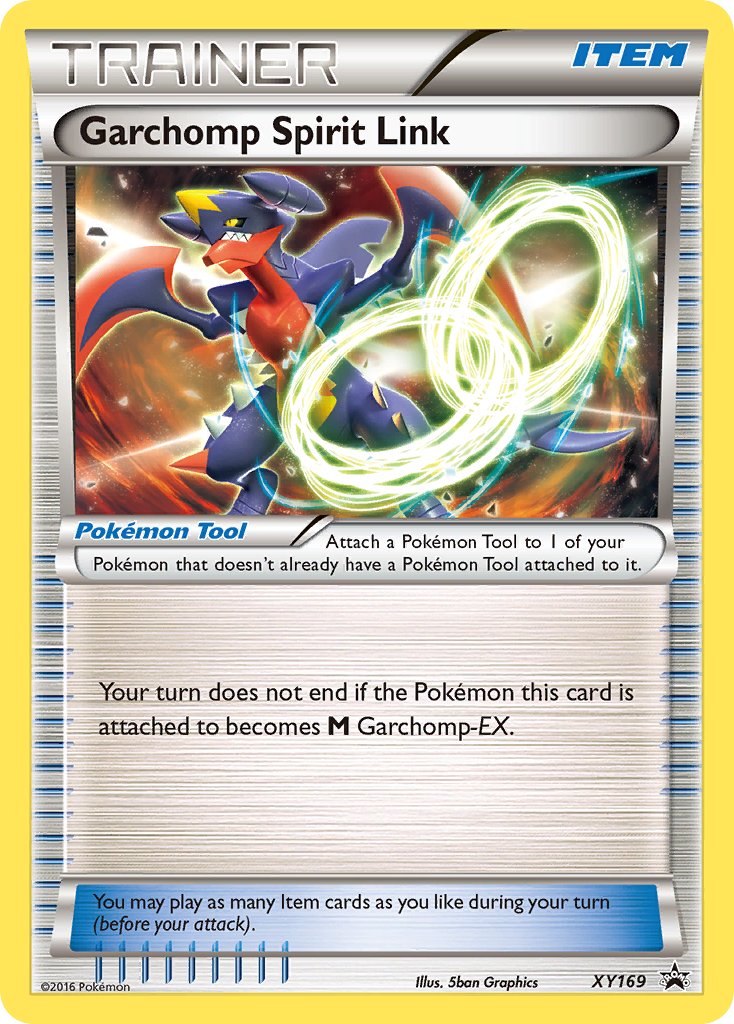 TRAINER
ITEM
Garchomp Spirit Link
Pokémon Tool
Attach a Pokémon Tool to 1 of your
Pokémon that doesn't already have a Pokémon Tool attached to it.
Your turn does not end if the Pokémon this card is
attached to becomes M Garchomp-EX.
You may play as many Item cards as you like during your turn
(before your attack).
©2016 Pokémon
Illus. 5ban Graphics
XY169
PROMO